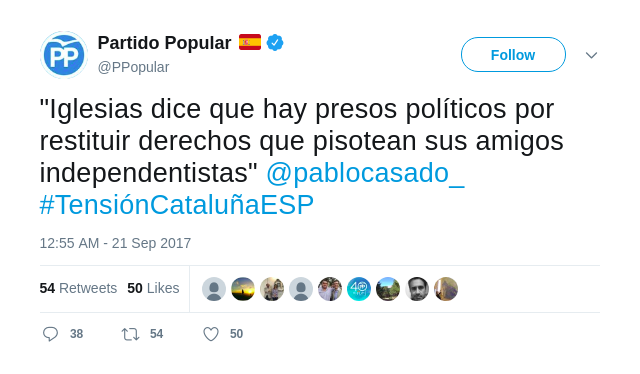 PP
Partido Popular
@PPopular
Follow
"Iglesias dice que hay presos políticos por
restituir derechos que pisotean sus amigos
independentistas" @pablocasado_
#TensiónCataluñaESP
12:55 AM - 21 Sep 2017
54 Retweets 50 Likes
38 54 50